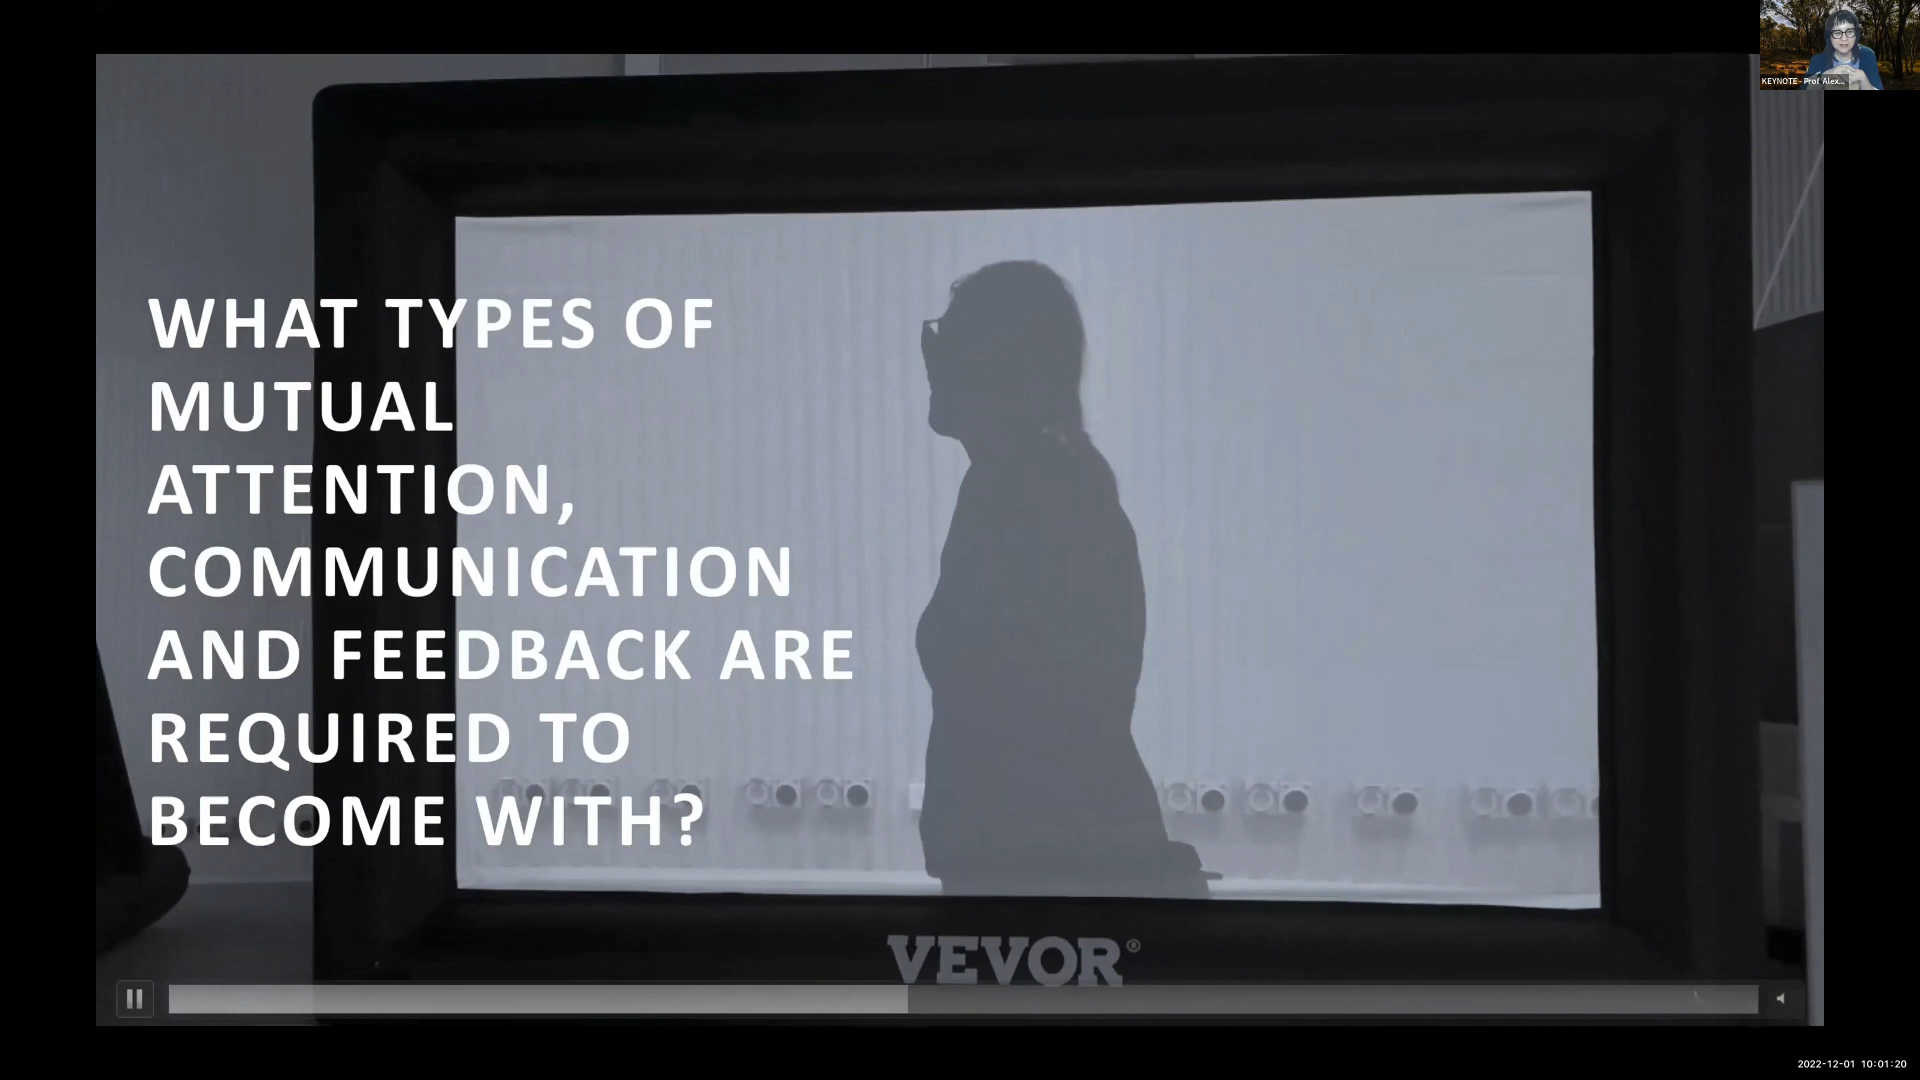 KEYNOTE - Prof Alex...
WHAT TYPES OF
MUTUAL
ATTENTION,
COMMUNICATION
AND FEEDBACK ARE
REQUIRED TO
BECOME WITH?
VEVOR®
2022-12-01 10:01:20